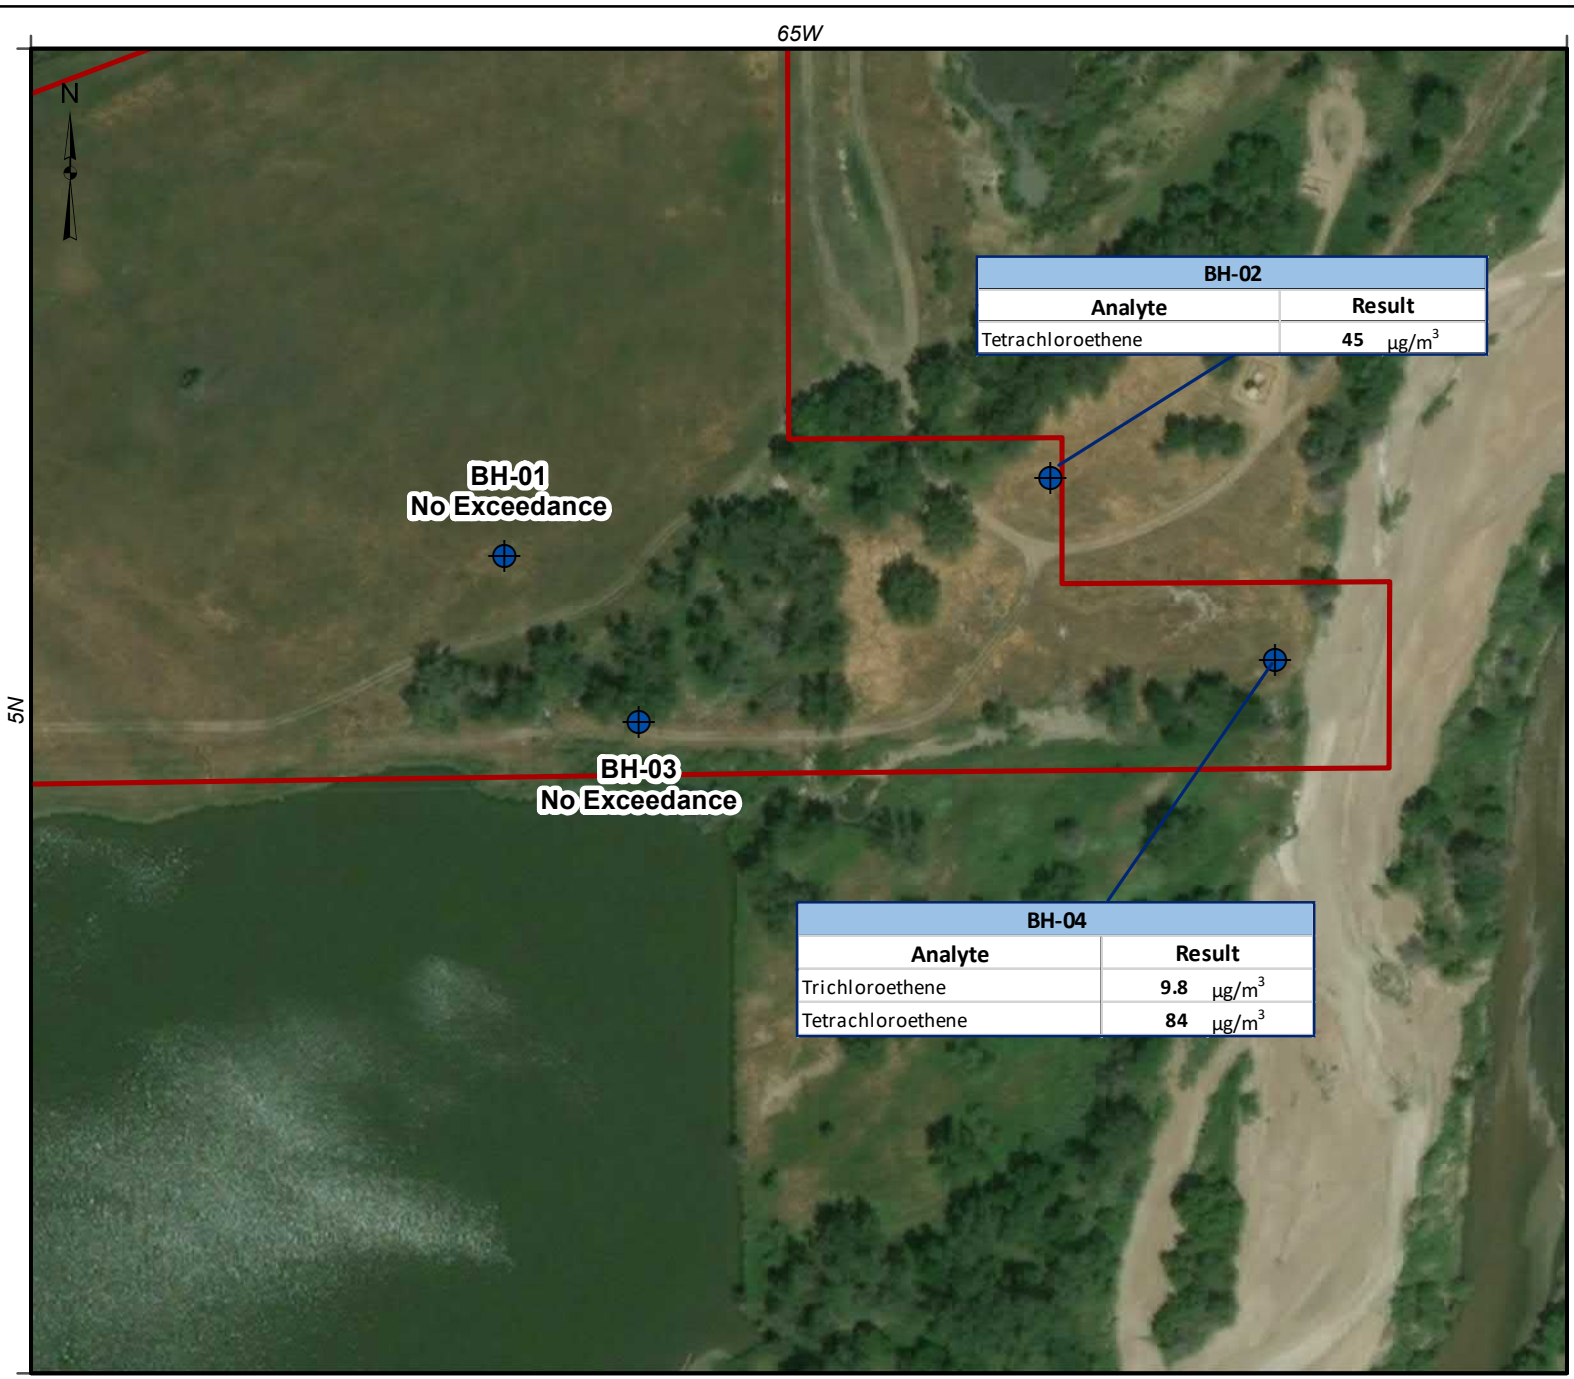 65W
N
BH-02
Analyte Result
Tetrachloroethene 45 µg/m³
BH-01
No Exceedance
5N
BH-03
No Exceedance
BH-04
Analyte Result
Trichloroethene 9.8 µg/m³
Tetrachloroethene 84 µg/m³